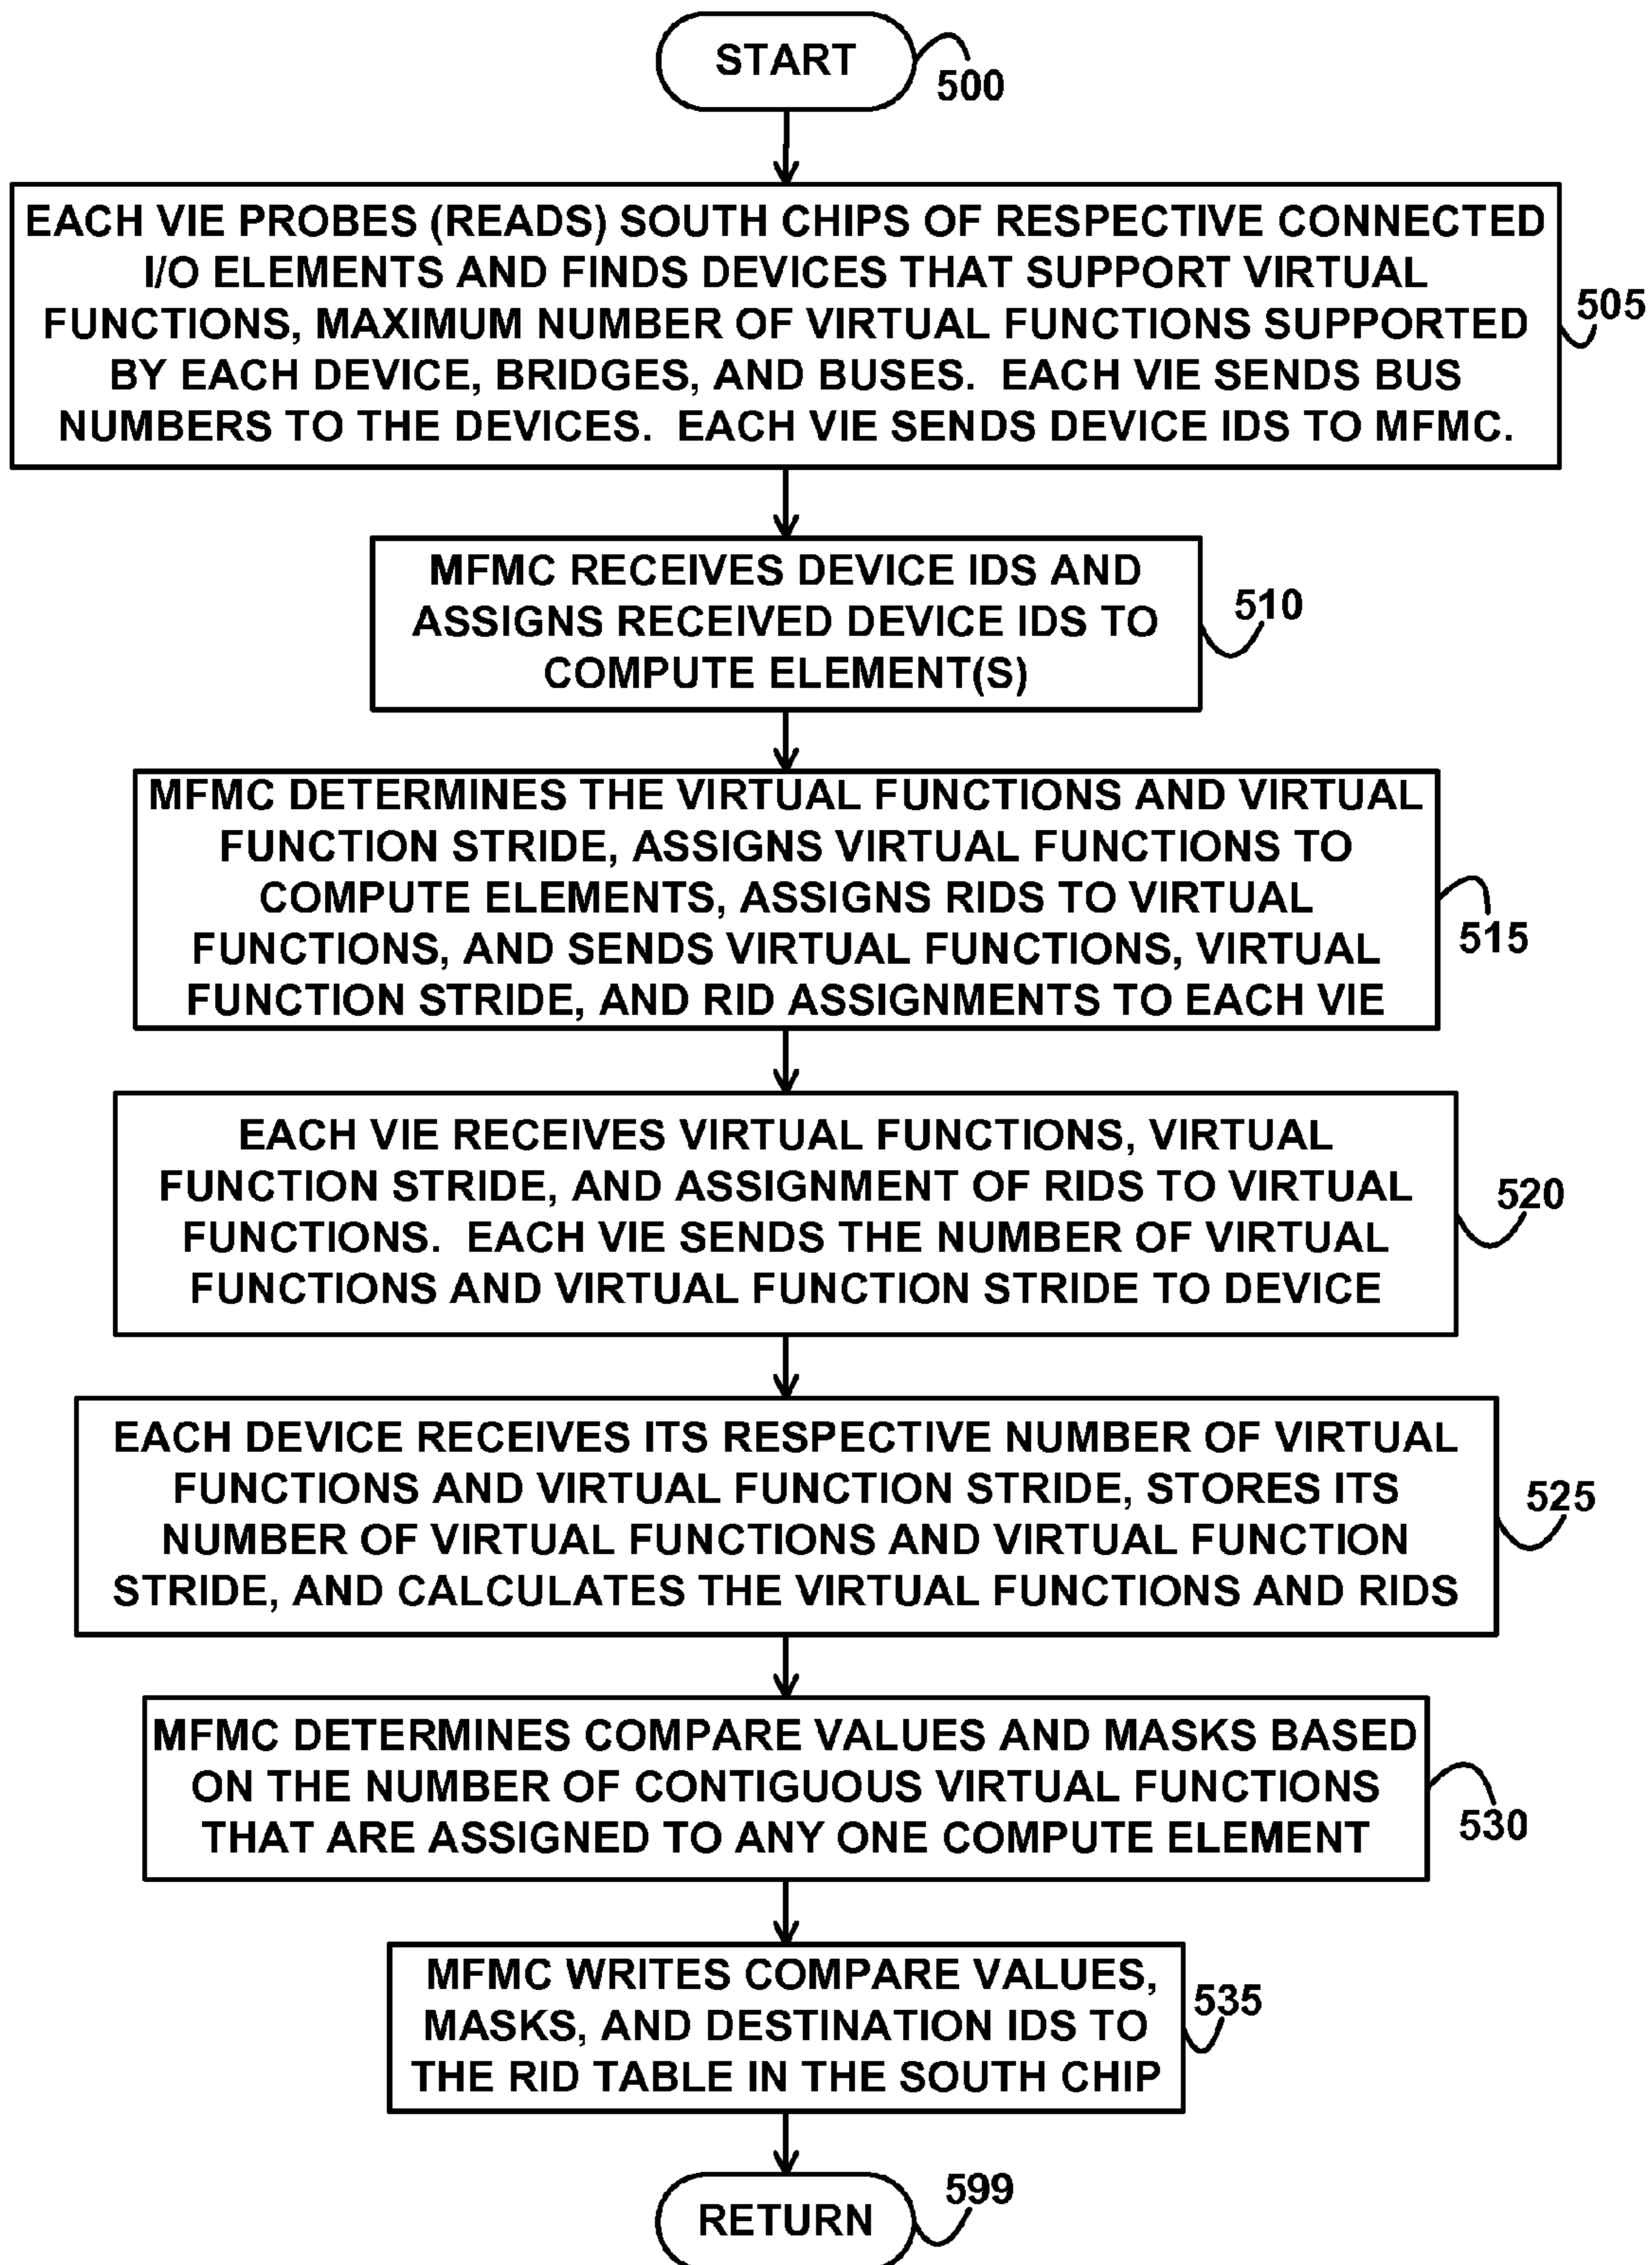 START
500
EACH VIE PROBES (READS) SOUTH CHIPS OF RESPECTIVE CONNECTED
I/O ELEMENTS AND FINDS DEVICES THAT SUPPORT VIRTUAL
FUNCTIONS, MAXIMUM NUMBER OF VIRTUAL FUNCTIONS SUPPORTED
BY EACH DEVICE, BRIDGES, AND BUSES. EACH VIE SENDS BUS
NUMBERS TO THE DEVICES. EACH VIE SENDS DEVICE IDS TO MFMC.
505
MFMC RECEIVES DEVICE IDS AND
ASSIGNS RECEIVED DEVICE IDS TO
COMPUTE ELEMENT(S)
510
MFMC DETERMINES THE VIRTUAL FUNCTIONS AND VIRTUAL
FUNCTION STRIDE, ASSIGNS VIRTUAL FUNCTIONS TO
COMPUTE ELEMENTS, ASSIGNS RIDS TO VIRTUAL
FUNCTIONS, AND SENDS VIRTUAL FUNCTIONS, VIRTUAL
FUNCTION STRIDE, AND RID ASSIGNMENTS TO EACH VIE
515
EACH VIE RECEIVES VIRTUAL FUNCTIONS, VIRTUAL
FUNCTION STRIDE, AND ASSIGNMENT OF RIDS TO VIRTUAL
FUNCTIONS. EACH VIE SENDS THE NUMBER OF VIRTUAL
FUNCTIONS AND VIRTUAL FUNCTION STRIDE TO DEVICE
520
EACH DEVICE RECEIVES ITS RESPECTIVE NUMBER OF VIRTUAL
FUNCTIONS AND VIRTUAL FUNCTION STRIDE, STORES ITS
NUMBER OF VIRTUAL FUNCTIONS AND VIRTUAL FUNCTION
STRIDE, AND CALCULATES THE VIRTUAL FUNCTIONS AND RIDS
525
MFMC DETERMINES COMPARE VALUES AND MASKS BASED
ON THE NUMBER OF CONTIGUOUS VIRTUAL FUNCTIONS
THAT ARE ASSIGNED TO ANY ONE COMPUTE ELEMENT
530
MFMC WRITES COMPARE VALUES,
MASKS, AND DESTINATION IDS TO
THE RID TABLE IN THE SOUTH CHIP
535
RETURN
599